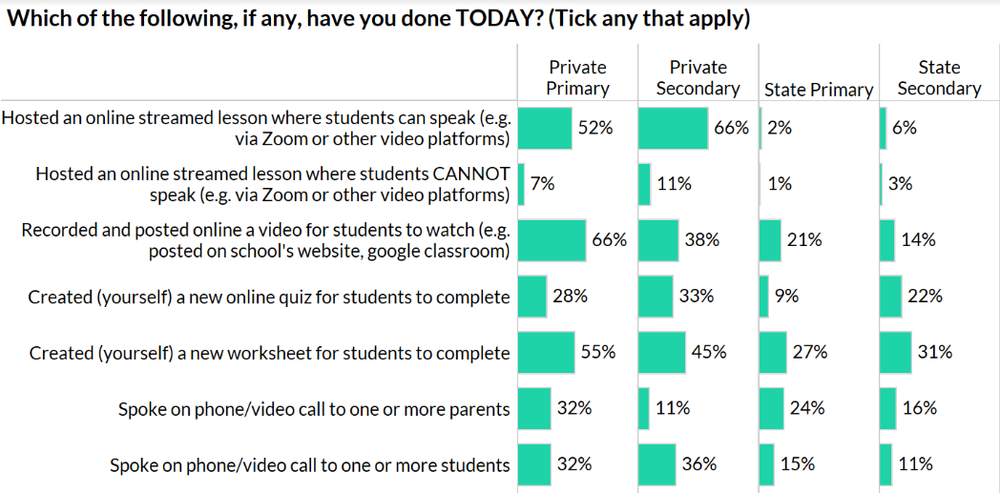 Which of the following, if any, have you done TODAY? (Tick any that apply)
Private Primary
Private Secondary
State Primary
State Secondary
Hosted an online streamed lesson where students can speak (e.g.
via Zoom or other video platforms)
52%
66%
2%
6%
Hosted an online streamed lesson where students CANNOT
speak (e.g. via Zoom or other video platforms)
7%
11%
1%
3%
Recorded and posted online a video for students to watch (e.g.
posted on school's website, google classroom)
66%
38%
21%
14%
Created (yourself) a new online quiz for students to complete
28%
33%
9%
22%
Created (yourself) a new worksheet for students to complete
55%
45%
27%
31%
Spoke on phone/video call to one or more parents
32%
11%
24%
16%
Spoke on phone/video call to one or more students
32%
36%
15%
11%